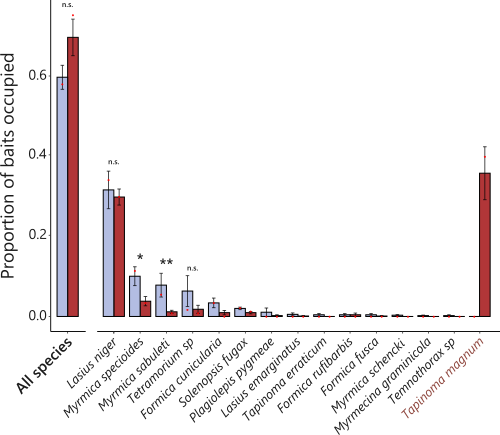 n.s.
Proportion of baits occupied
0.6
0.4
0.2
0.0
n.s.
*
**
n.s.
All species
Lasius niger
Myrmica specioides
Myrmica sabuleti
Tetramorium sp
Formica cunicularia
Solenopsis fugax
Plagiolepis pygmeae
Lasius emarginatus
Tapinoma erraticum
Formica rufibarbis
Formica fusca
Myrmica schencki
Myrmecina graminicola
Temnothorax sp
Tapinoma magnum